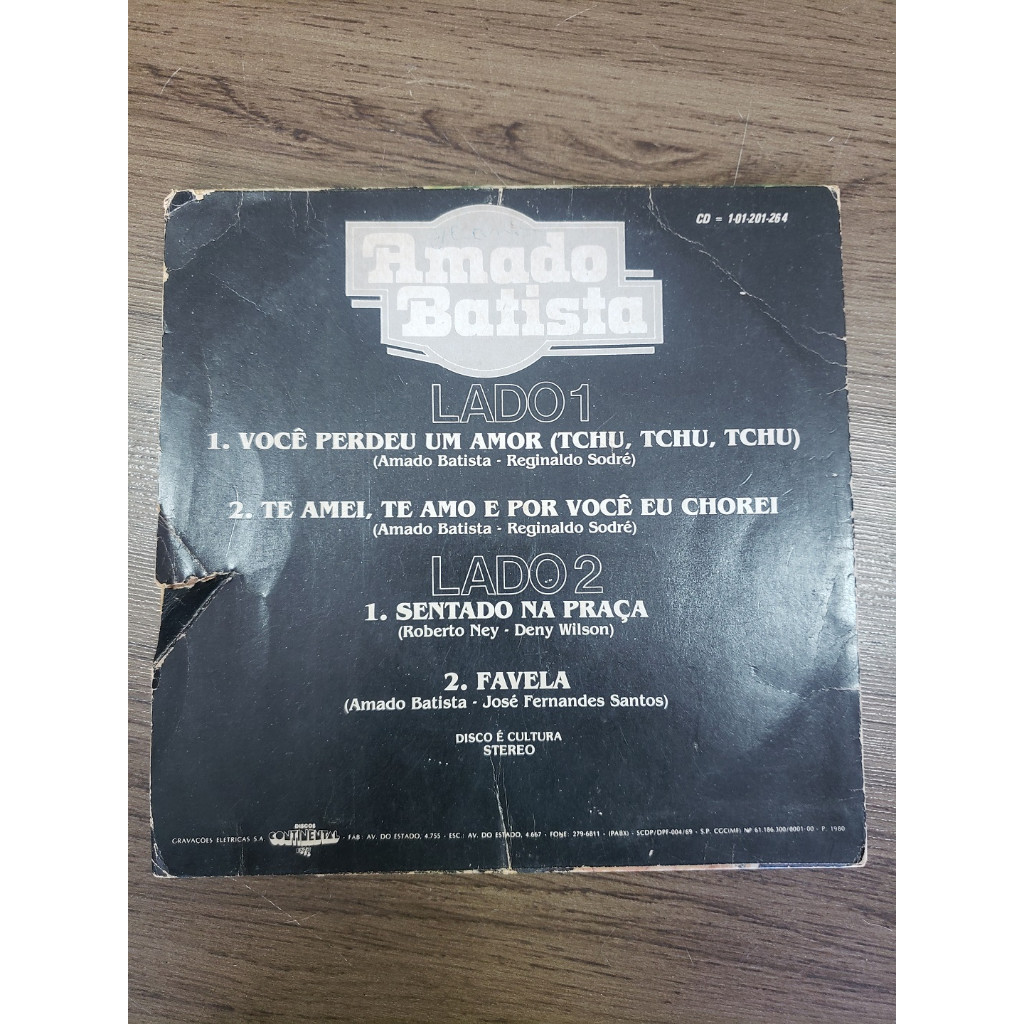 CD = 1-01-201-264
Amado
Batista
LADO 1
1. VOCÊ PERDEU UM AMOR (TCHU, TCHU, TCHU)
(Amado Batista - Reginaldo Sodré)
2. TE AMEI, TE AMO E POR VOCÊ EU CHOREI
(Amado Batista - Reginaldo Sodré)
LADO 2
1. SENTADO NA PRAÇA
(Roberto Ney - Deny Wilson)
2. FAVELA
(Amado Batista - José Fernandes Santos)
DISCO É CULTURA
STEREO
GRAVAÇÕES ELETRICAS S.A. DISCOS CONTINENTAL - FAB: AV. DO ESTADO, 4.755 - ESC.: AV. DO ESTADO, 4.667 - FONE: 279-6811 - (PABX) - SCDP/DPF-004/69 - S.P. CGC(MF) Nº 61.186.300/0001-00 - P. 1980